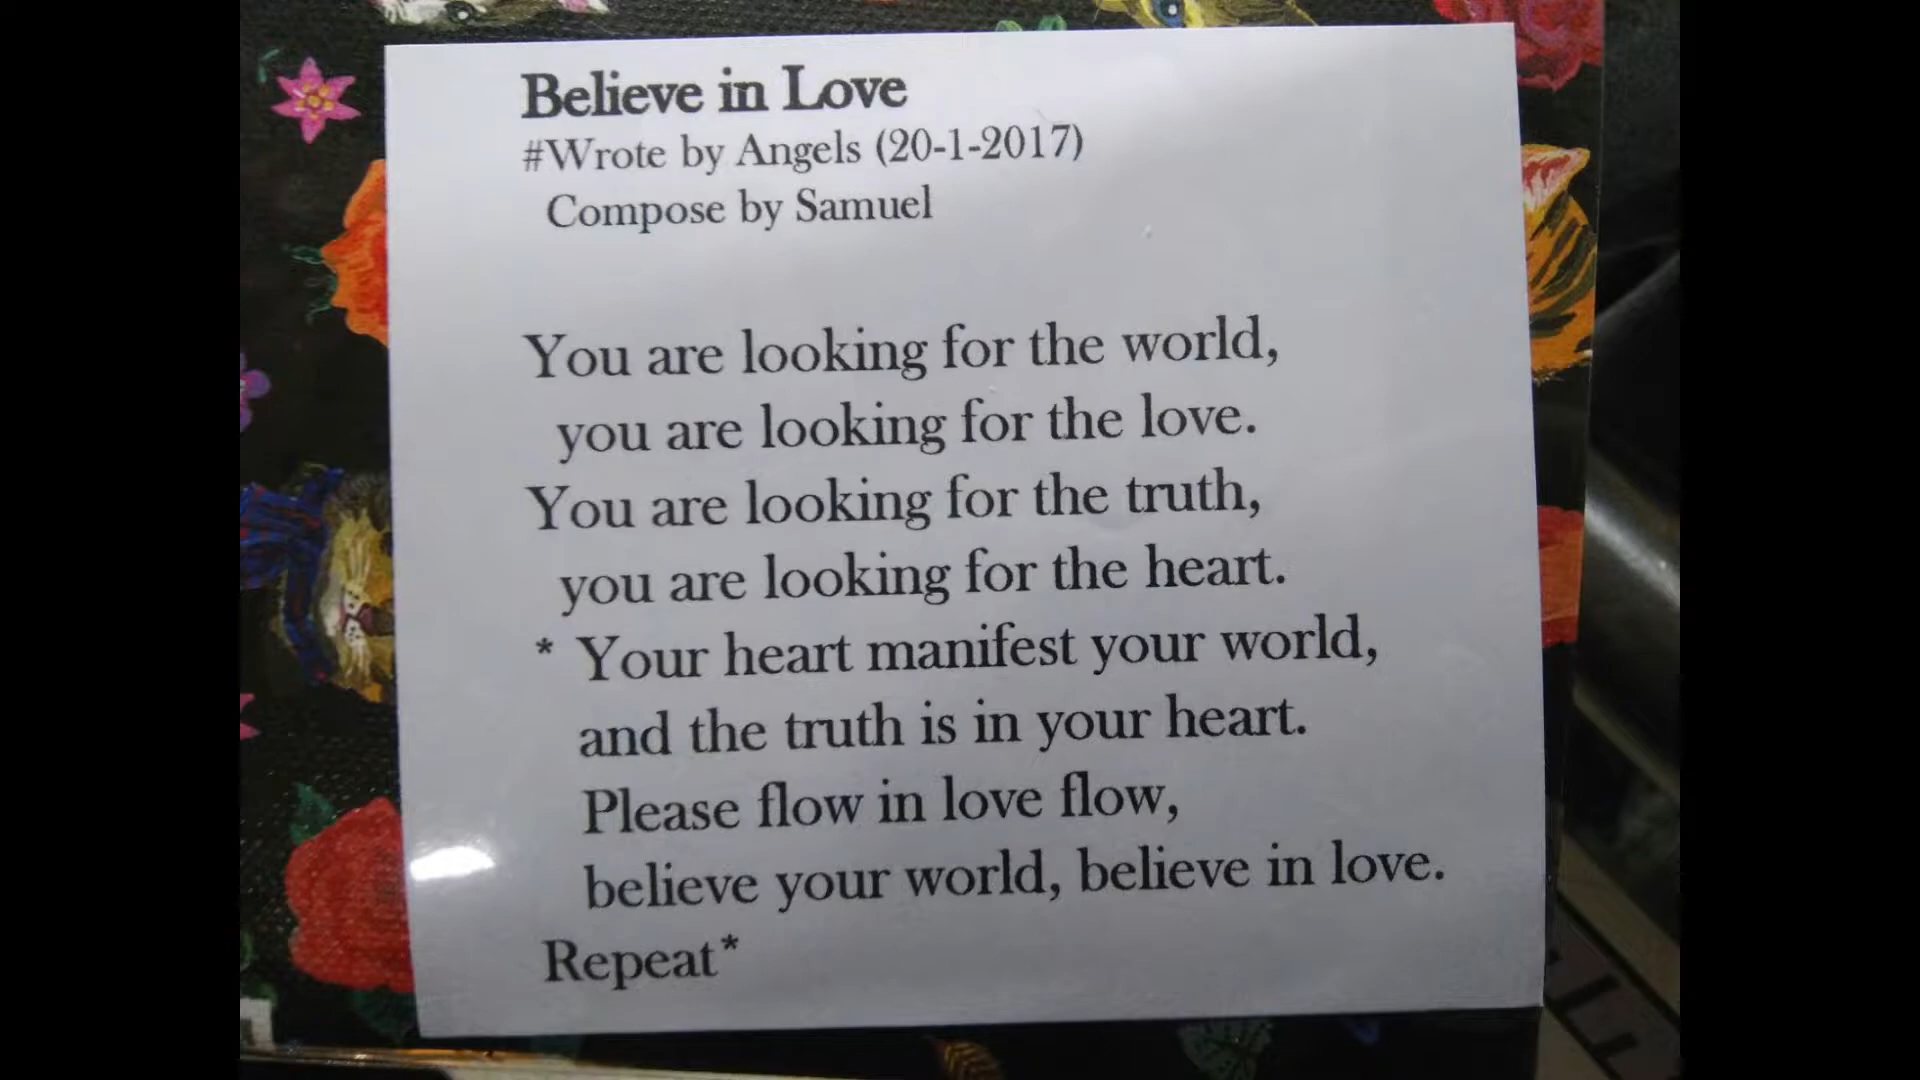 Believe in Love
#Wrote by Angels (20-1-2017)
Compose by Samuel
You are looking for the world,
you are looking for the love.
You are looking for the truth,
you are looking for the heart.
* Your heart manifest your world,
and the truth is in your heart.
Please flow in love flow,
believe your world, believe in love.
Repeat*